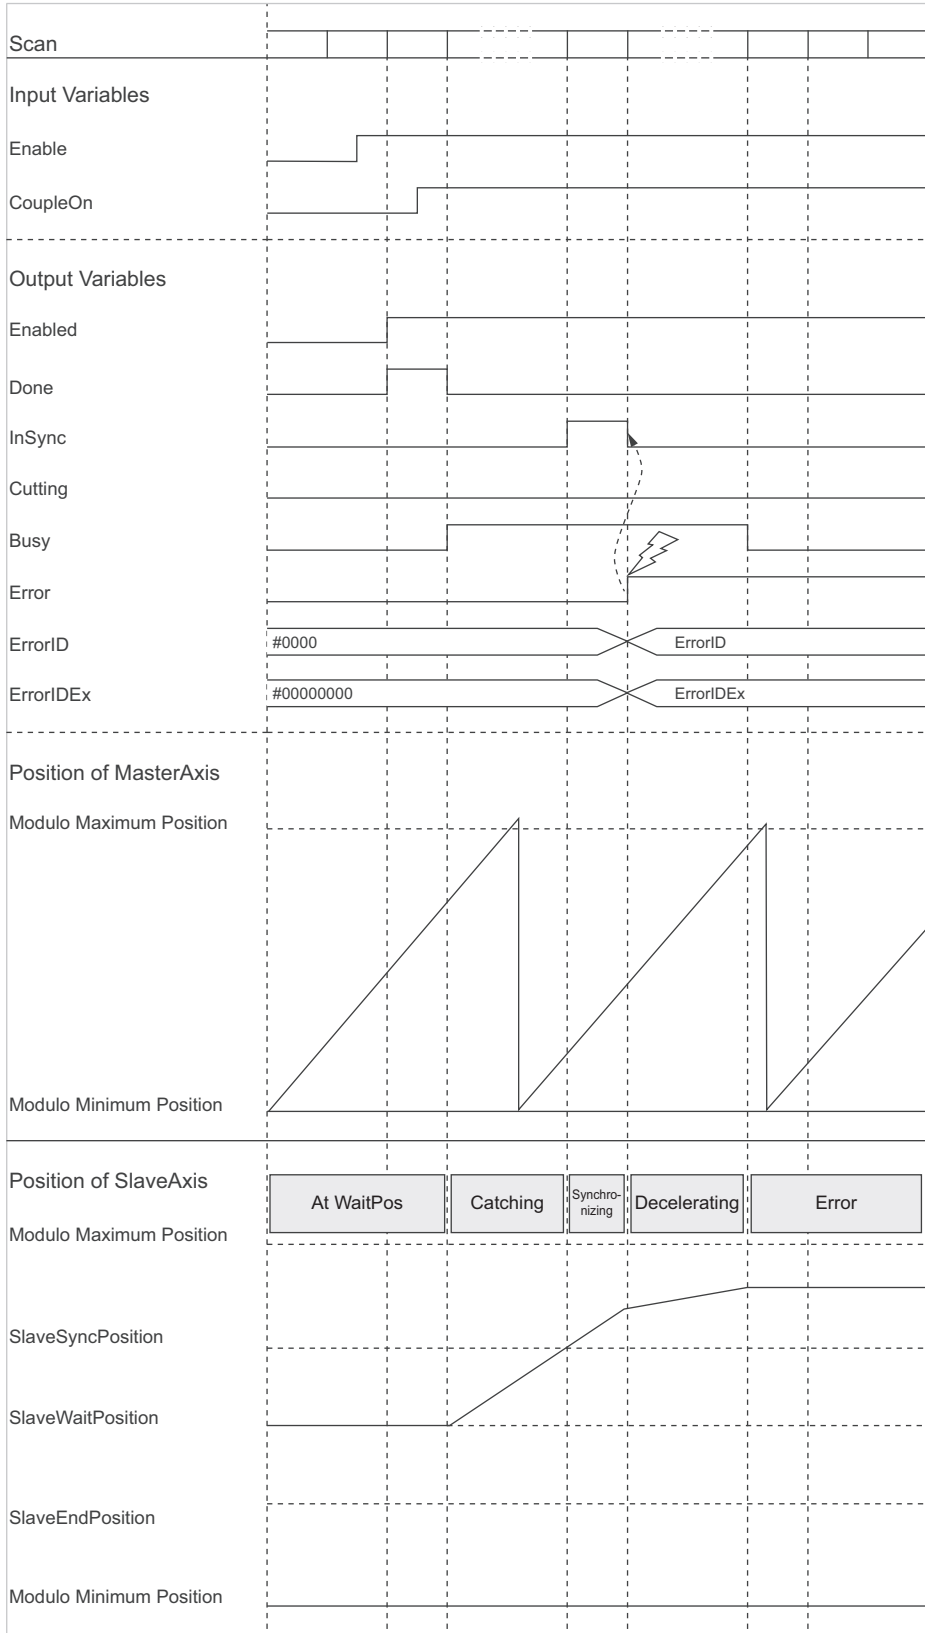 Scan
Input Variables
Enable
CoupleOn
Output Variables
Enabled
Done
InSync
Cutting
Busy
Error
ErrorID
#0000
ErrorID
ErrorIDEx
#00000000
ErrorIDEx
Position of MasterAxis
Modulo Maximum Position
Modulo Minimum Position
Position of SlaveAxis
At WaitPos
Catching
Synchro-
nizing
Decelerating
Error
Modulo Maximum Position
SlaveSyncPosition
SlaveWaitPosition
SlaveEndPosition
Modulo Minimum Position